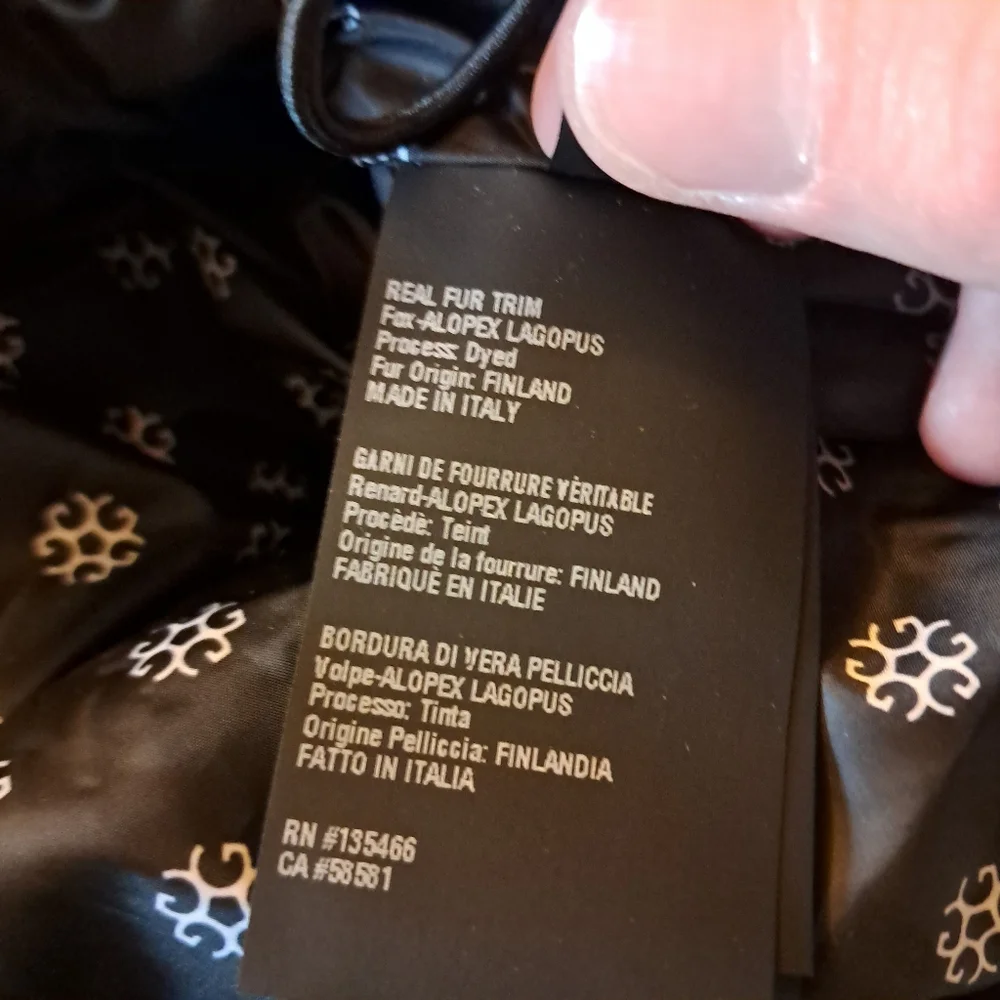 REAL FUR TRIM
Fox-ALOPEX LAGOPUS
Process: Dyed
Fur Origin: FINLAND
MADE IN ITALY
GARNI DE FOURRURE VÈRITABLE
Renard-ALOPEX LAGOPUS
Procèdè: Teint
Origine de la fourrure: FINLAND
FABRIQUÈ EN ITALIE
BORDURA DI VERA PELLICCIA
Volpe-ALOPEX LAGOPUS
Processo: Tinta
Origine Pelliccia: FINLANDIA
FATTO IN ITALIA
RN #135466
CA #58581